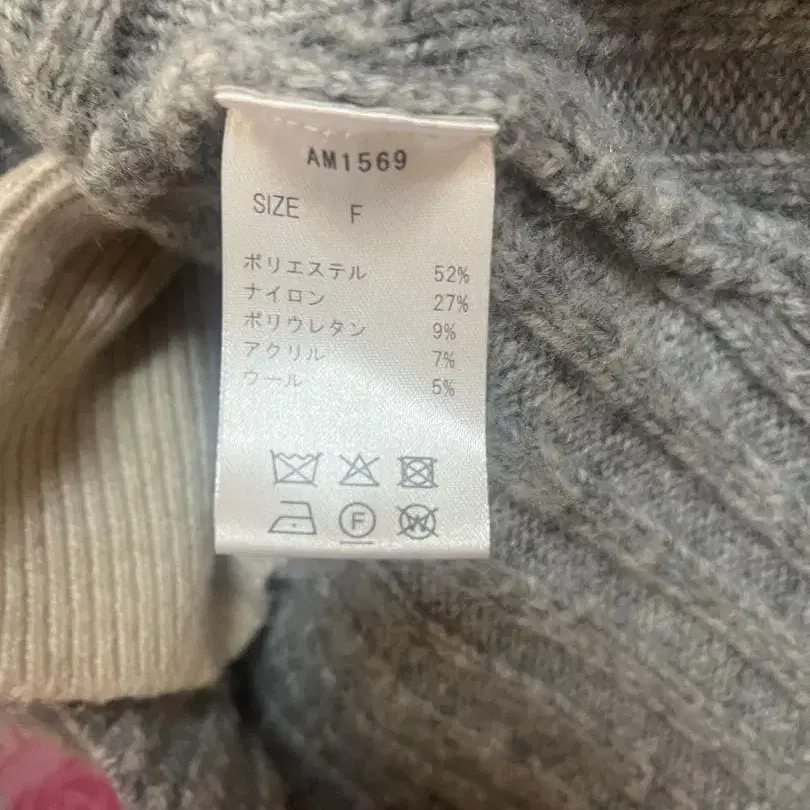 AM1569
SIZE F
ポリエステル 52%
ナイロン 27%
ポリウレタン 9%
アクリル 7%
ウール 5%
F W